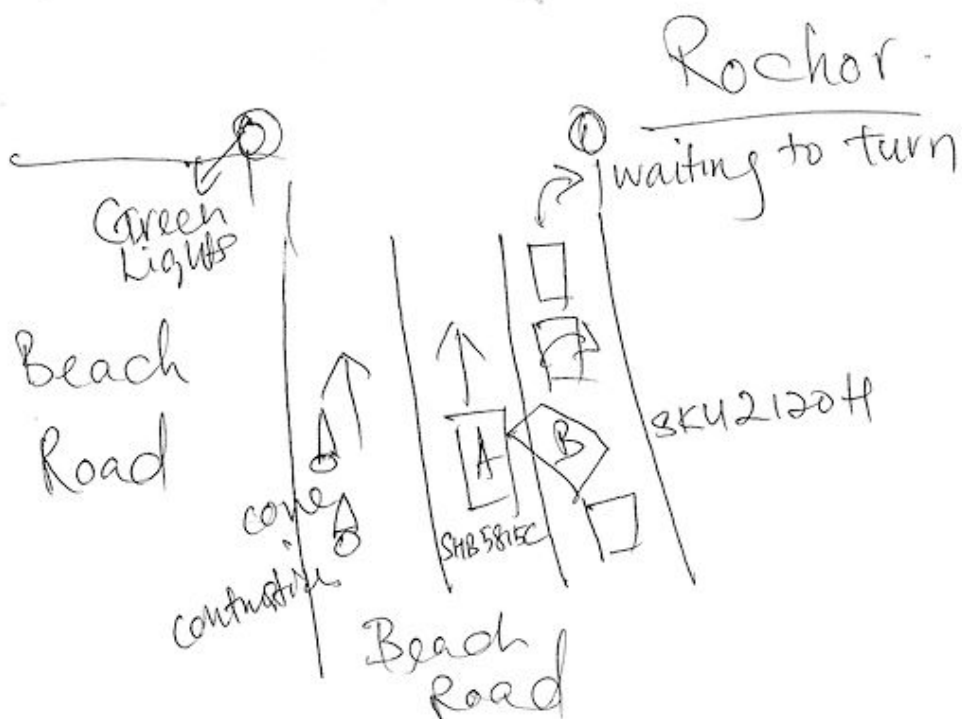 Rochor
waiting to turn
Green
Lights
Beach
Road
A
B
SKU2120H
cone
SHB5815C
Beach
Road